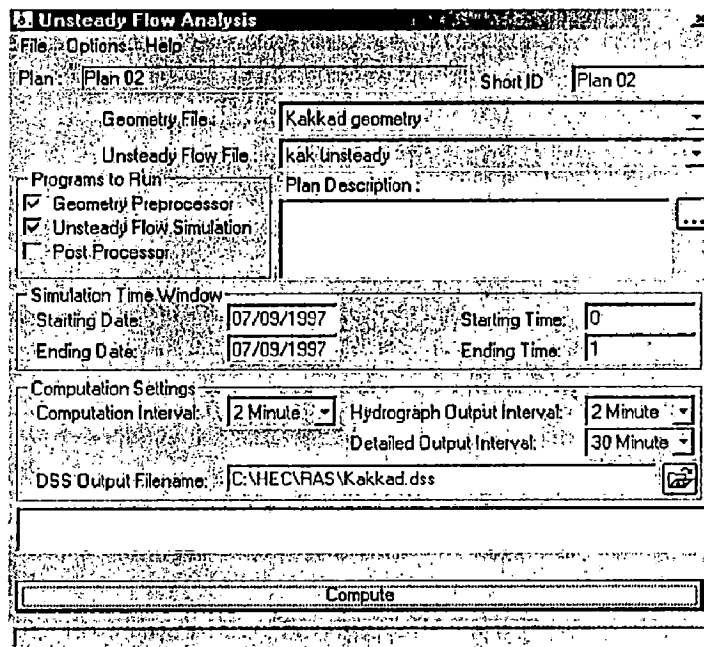 Unsteady Flow Analysis
File Options Help
Plan : Plan 02 Short ID Plan 02
Geometry File : Kakkad geometry
Unsteady Flow File : kak unsteady
Programs to Run
Plan Description :
Geometry Preprocessor
Unsteady Flow Simulation
Post Processor
...
Simulation Time Window
Starting Date: 07/09/1997 Starting Time: 0
Ending Date: 07/09/1997 Ending Time: 1
Computation Settings
Computation Interval: 2 Minute Hydrograph Output Interval: 2 Minute
Detailed Output Interval: 30 Minute
DSS Output Filename: C:\HEC\RAS\Kakkad.dss
Compute